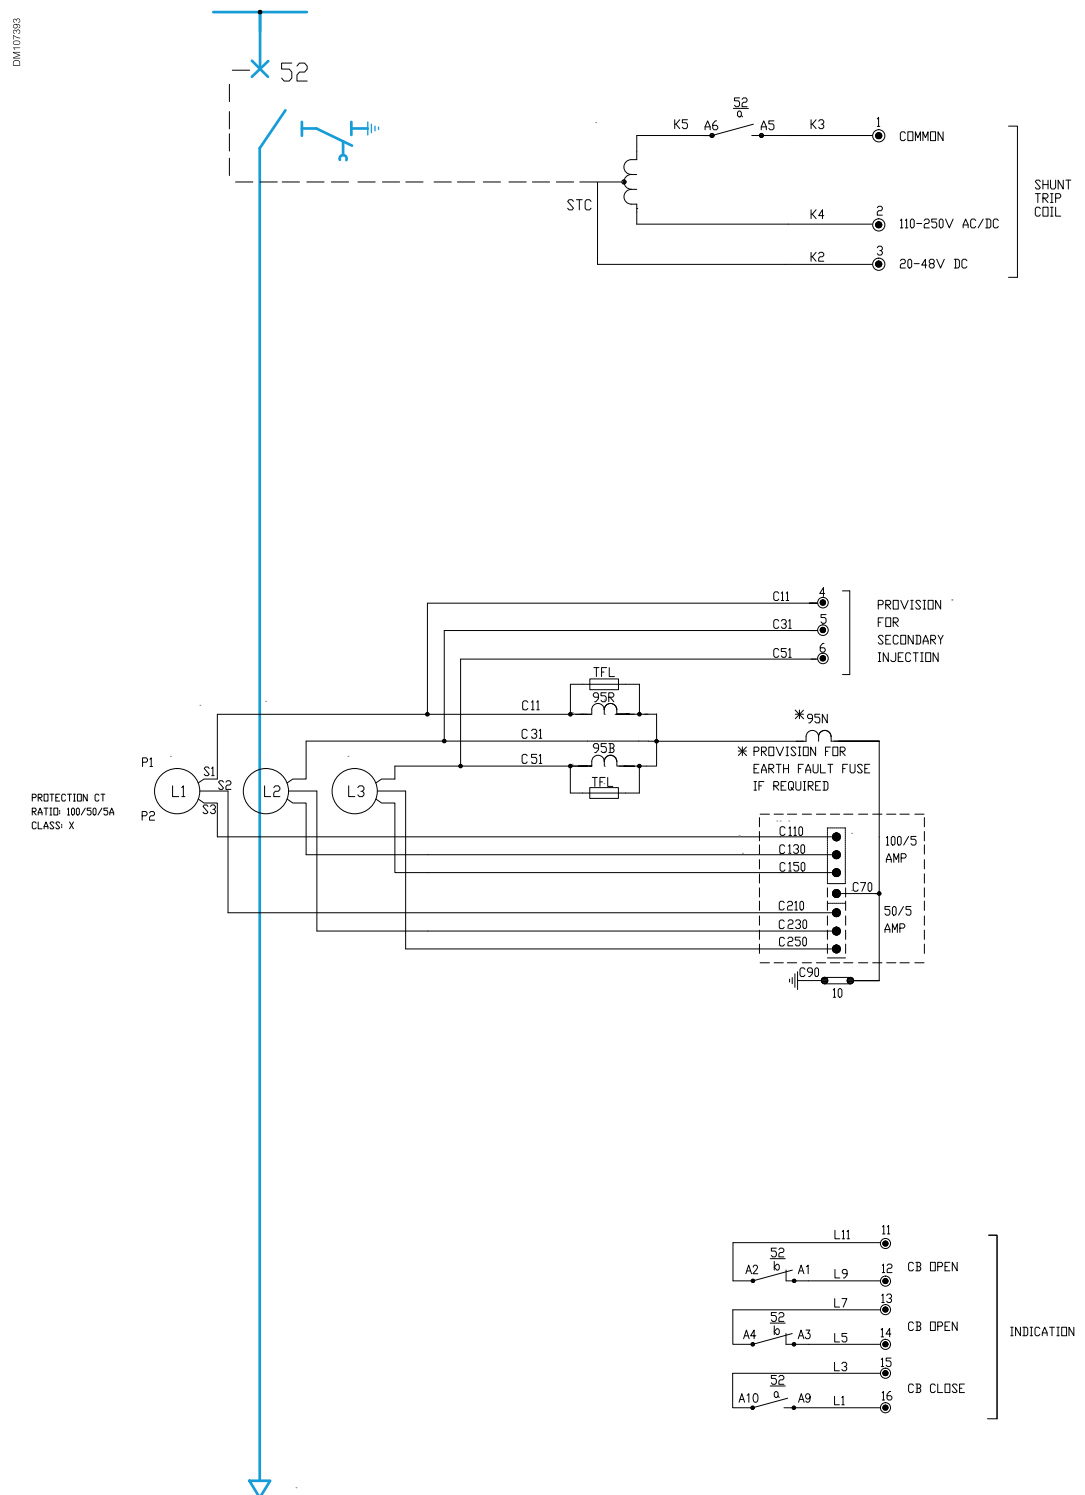 DM107393
52
52
a
K5 A6 A5 K3 1
COMMON
STC
K4 2
110-250V AC/DC
K2 3
20-48V DC
SHUNT
TRIP
COIL
C11 4
C31 5
C51 6
PROVISION
FOR
SECONDARY
INJECTION
TFL
95R
C11
C31
C51
95B
TFL
* 95N
* PROVISION FOR
EARTH FAULT FUSE
IF REQUIRED
P1
P2
S1
S2
S3
L1
L2
L3
PROTECTION CT
RATIO: 100/50/5A
CLASS: X
C110
C130
C150
100/5
AMP
C70
C210
C230
C250
50/5
AMP
C90
10
L11 11
52
b
A2 A1 L9 12
CB OPEN
L7 13
52
b
A4 A3 L5 14
CB OPEN
L3 15
52
a
A10 A9 L1 16
CB CLOSE
INDICATION